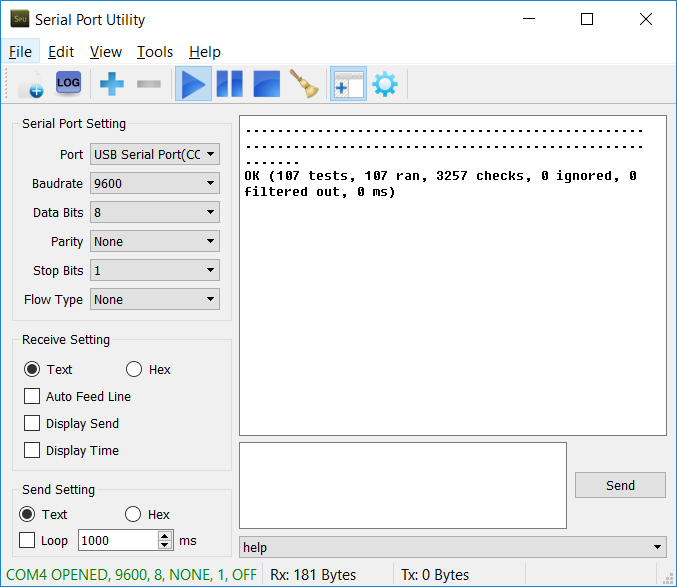 SPU Serial Port Utility
File Edit View Tools Help
LOG
Serial Port Setting
Port USB Serial Port(CO
Baudrate 9600
Data Bits 8
Parity None
Stop Bits 1
Flow Type None
Receive Setting
Text Hex
Auto Feed Line
Display Send
Display Time
Send Setting
Text Hex
Loop 1000 ms
..................................................
..................................................
.......
OK (107 tests, 107 ran, 3257 checks, 0 ignored, 0
filtered out, 0 ms)
Send
help
COM4 OPENED, 9600, 8, NONE, 1, OFF Rx: 181 Bytes Tx: 0 Bytes